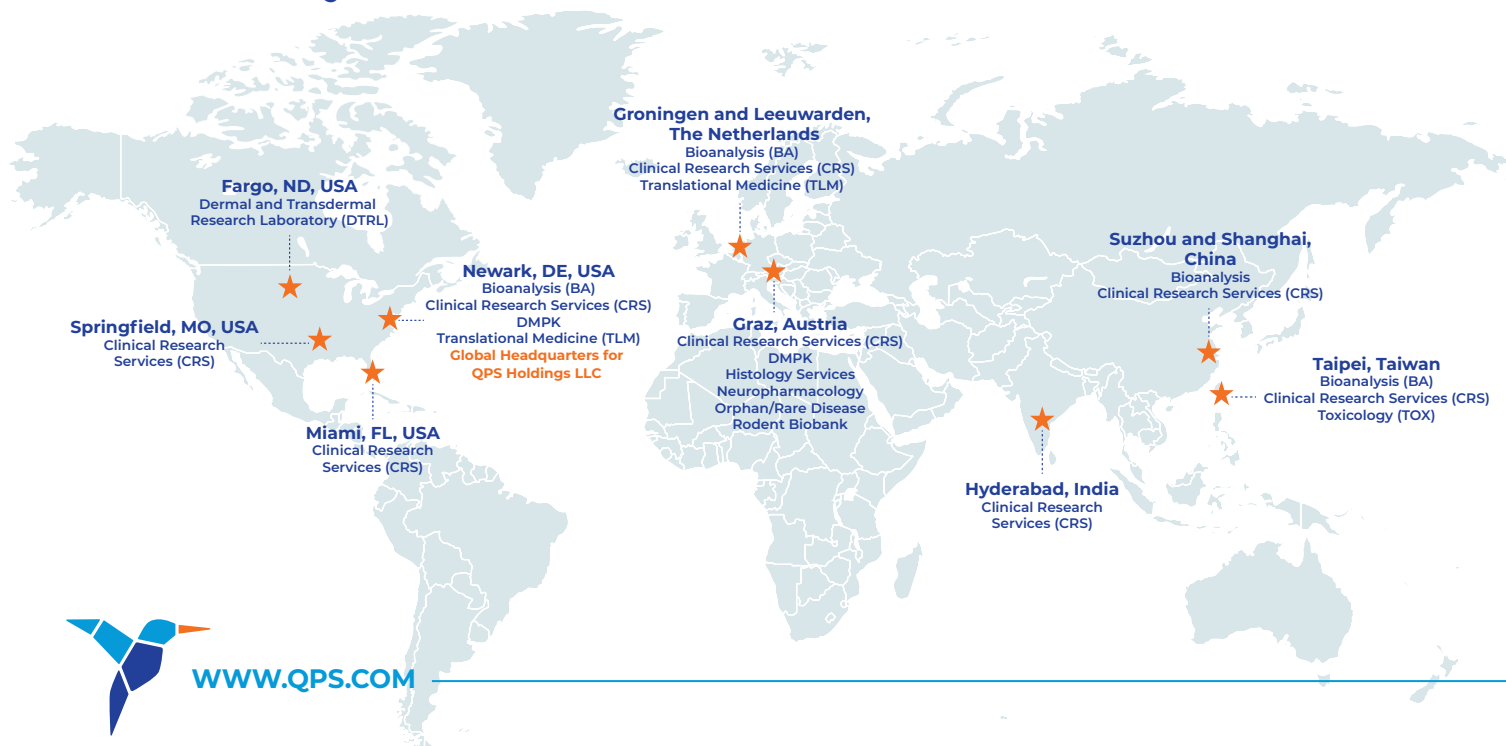 Groningen and Leeuwarden,
The Netherlands
Bioanalysis (BA)
Clinical Research Services (CRS)
Translational Medicine (TLM)
Fargo, ND, USA
Dermal and Transdermal
Research Laboratory (DTRL)
Newark, DE, USA
Bioanalysis (BA)
Clinical Research Services (CRS)
DMPK
Translational Medicine (TLM)
Global Headquarters for
QPS Holdings LLC
Springfield, MO, USA
Clinical Research
Services (CRS)
Miami, FL, USA
Clinical Research
Services (CRS)
Graz, Austria
Clinical Research Services (CRS)
DMPK
Histology Services
Neuropharmacology
Orphan/Rare Disease
Rodent Biobank
Suzhou and Shanghai,
China
Bioanalysis
Clinical Research Services (CRS)
Taipei, Taiwan
Bioanalysis (BA)
Clinical Research Services (CRS)
Toxicology (TOX)
Hyderabad, India
Clinical Research
Services (CRS)
WWW.QPS.COM